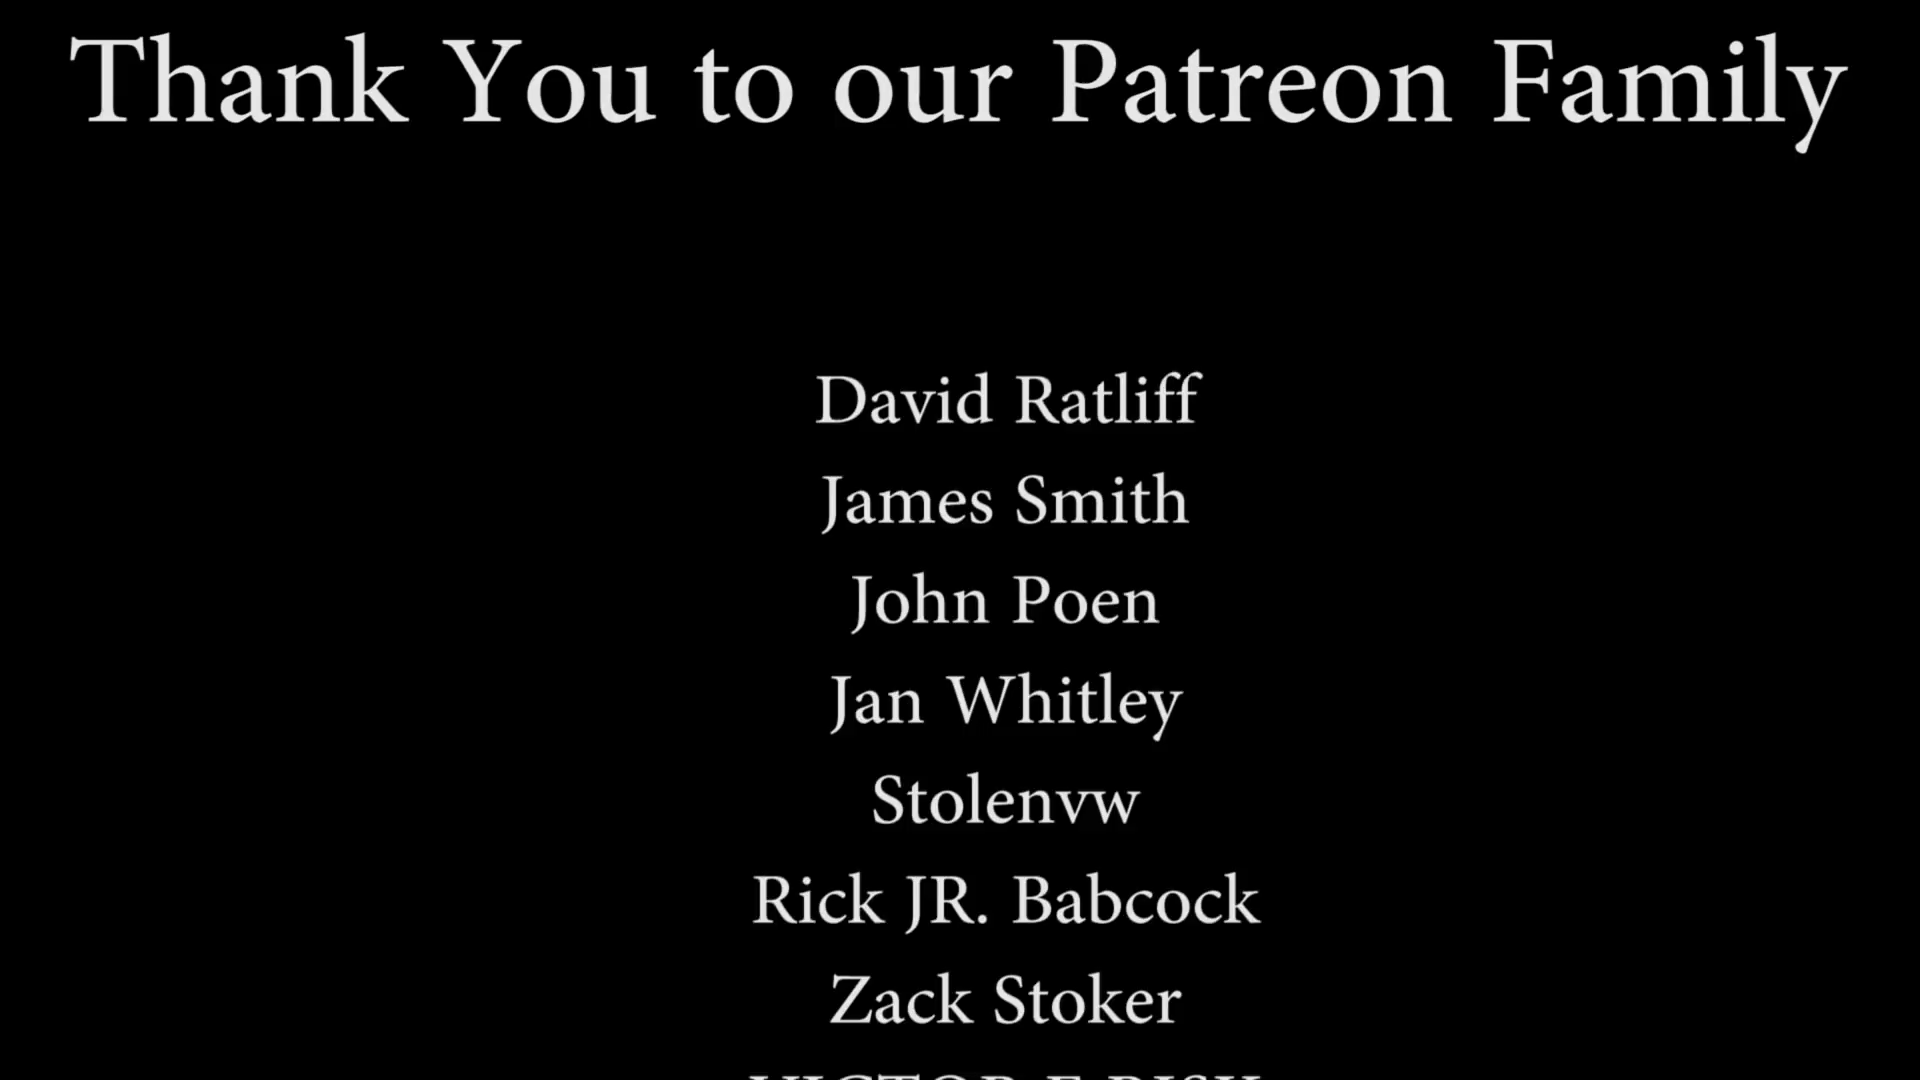 Thank You to our Patreon Family
David Ratliff
James Smith
John Poen
Jan Whitley
Stolenvw
Rick JR. Babcock
Zack Stoker